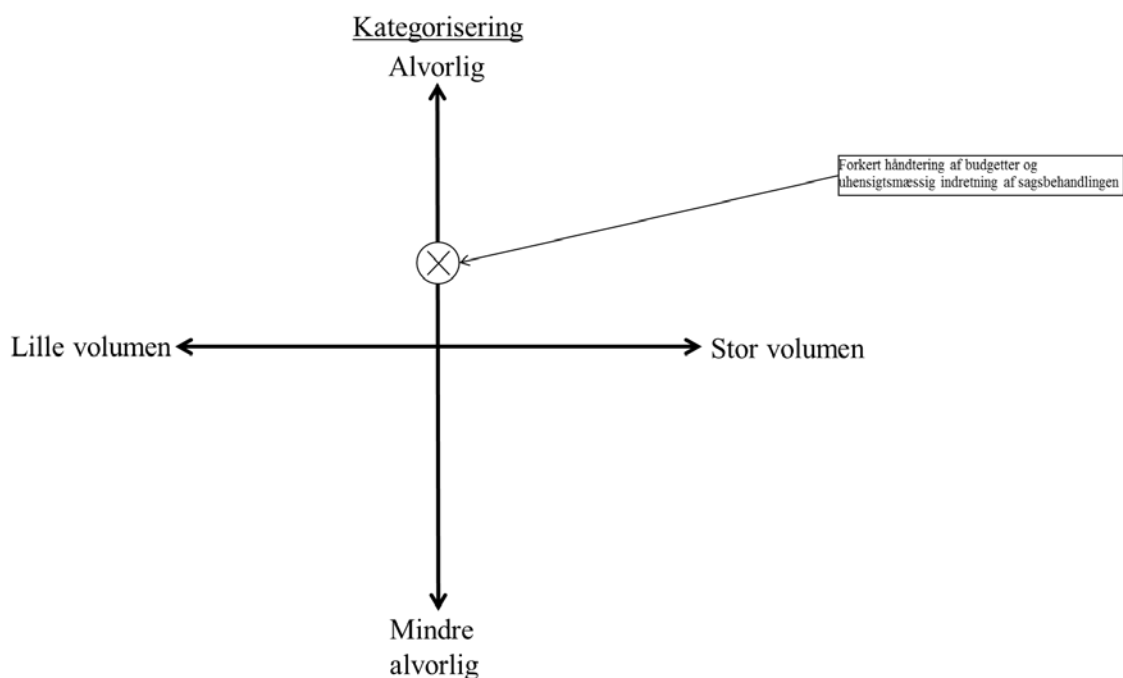 Kategorisering
Alvorlig
Forkert håndtering af budgetter og
uhensigtsmæssig indretning af sagsbehandlingen
Lille volumen
Stor volumen
Mindre
alvorlig